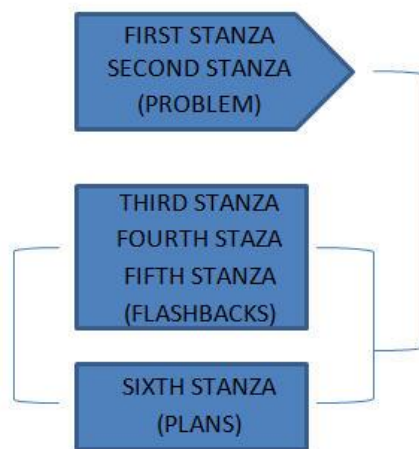 FIRST STANZA
SECOND STANZA
(PROBLEM)
THIRD STANZA
FOURTH STAZA
FIFTH STANZA
(FLASHBACKS)
SIXTH STANZA
(PLANS)